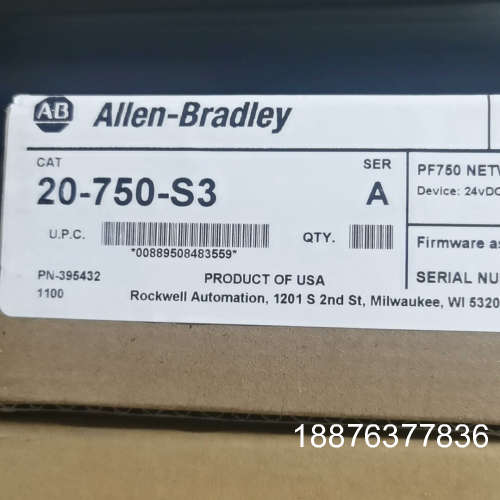 AB Allen-Bradley
CAT
SER
20-750-S3
A
U.P.C.
*00889508483559*
QTY.
PN-395432
1100
PRODUCT OF USA
Rockwell Automation, 1201 S 2nd St, Milwaukee, WI 5320
PF750 NETW
Device: 24vDC
Firmware as
SERIAL NU
18876377836